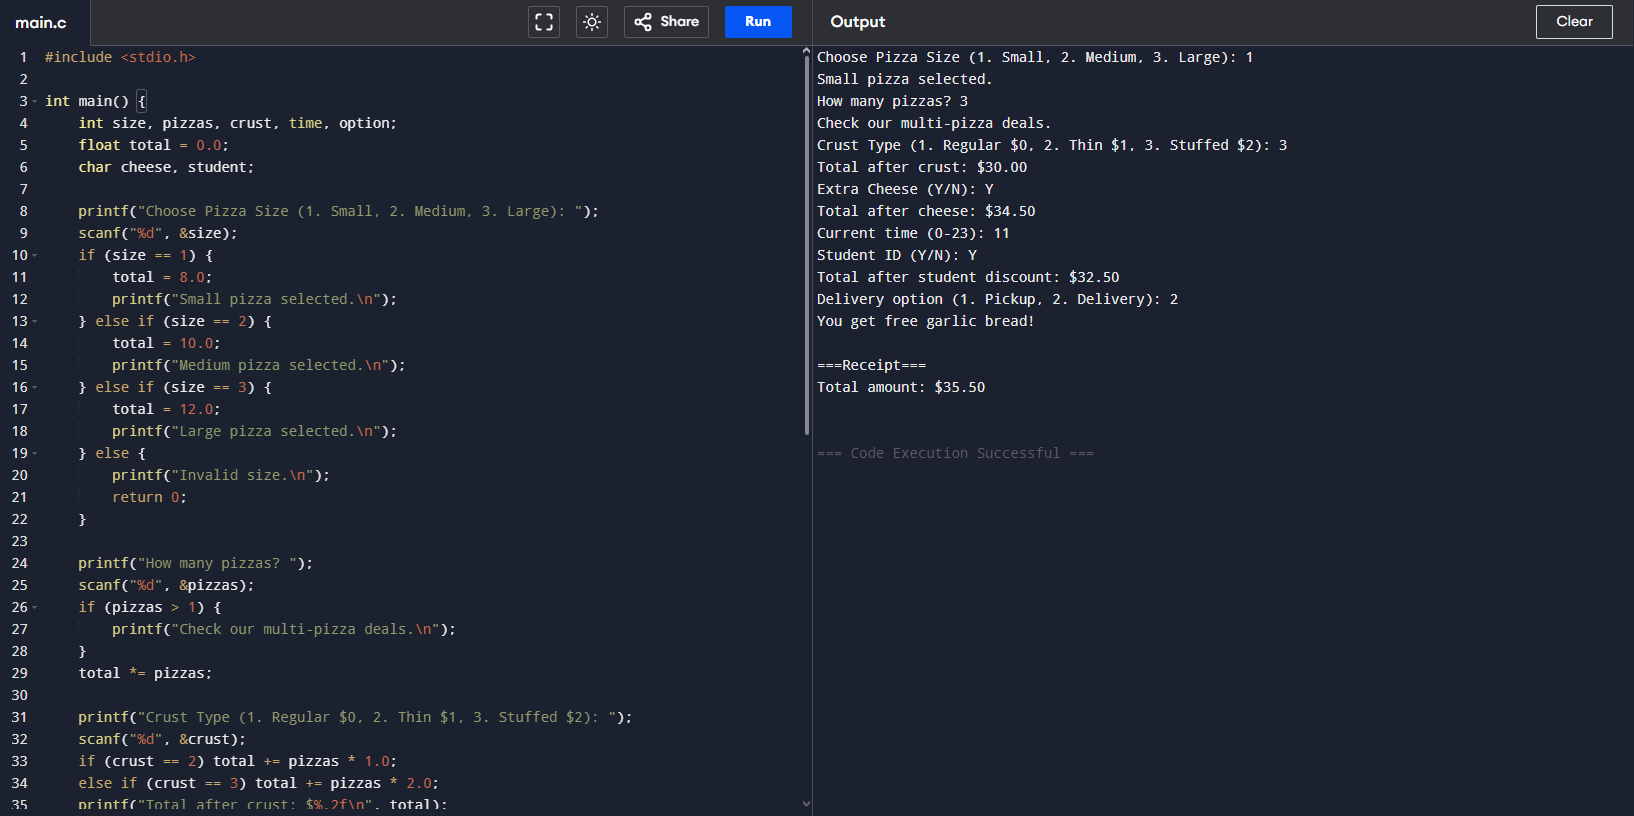 main.c
Share
Run
Output
Clear
1 #include <stdio.h>
2
3 int main() {
4     int size, pizzas, crust, time, option;
5     float total = 0.0;
6     char cheese, student;
7
8     printf("Choose Pizza Size (1. Small, 2. Medium, 3. Large): ");
9     scanf("%d", &size);
10     if (size == 1) {
11         total = 8.0;
12         printf("Small pizza selected.\n");
13     } else if (size == 2) {
14         total = 10.0;
15         printf("Medium pizza selected.\n");
16     } else if (size == 3) {
17         total = 12.0;
18         printf("Large pizza selected.\n");
19     } else {
20         printf("Invalid size.\n");
21         return 0;
22     }
23
24     printf("How many pizzas? ");
25     scanf("%d", &pizzas);
26     if (pizzas > 1) {
27         printf("Check our multi-pizza deals.\n");
28     }
29     total *= pizzas;
30
31     printf("Crust Type (1. Regular $0, 2. Thin $1, 3. Stuffed $2): ");
32     scanf("%d", &crust);
33     if (crust == 2) total += pizzas * 1.0;
34     else if (crust == 3) total += pizzas * 2.0;
35     printf("Total after crust: $%.2f\n", total);
Choose Pizza Size (1. Small, 2. Medium, 3. Large): 1
Small pizza selected.
How many pizzas? 3
Check our multi-pizza deals.
Crust Type (1. Regular $0, 2. Thin $1, 3. Stuffed $2): 3
Total after crust: $30.00
Extra Cheese (Y/N): Y
Total after cheese: $34.50
Current time (0-23): 11
Student ID (Y/N): Y
Total after student discount: $32.50
Delivery option (1. Pickup, 2. Delivery): 2
You get free garlic bread!
===Receipt===
Total amount: $35.50
=== Code Execution Successful ===